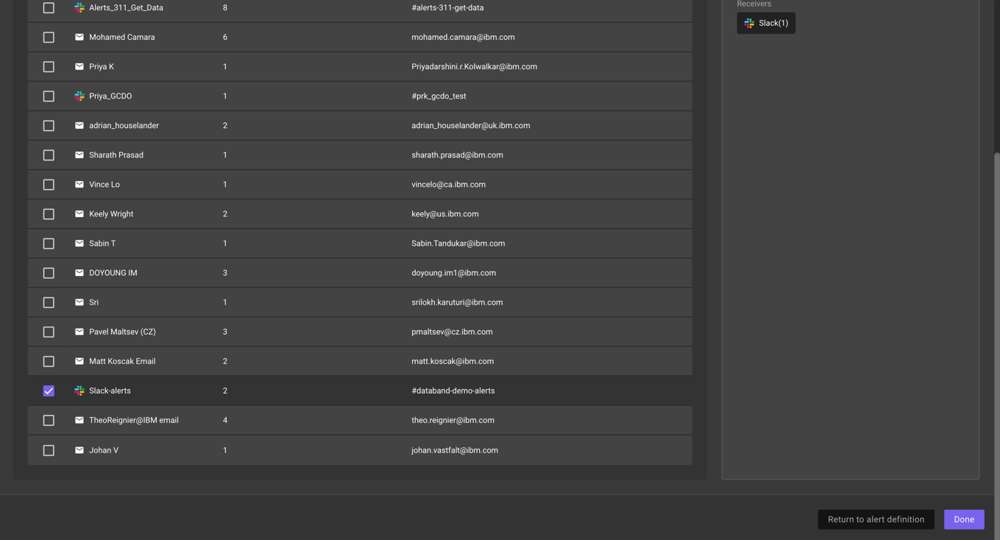 Alerts_311_Get_Data 8 #alerts-311-get-data
Mohamed Camara 6 mohamed.camara@ibm.com
Priya K 1 Priyadarshini.r.Kolwalkar@ibm.com
Priya_GCDO 1 #prk_gcdo_test
adrian_houselander 2 adrian_houselander@uk.ibm.com
Sharath Prasad 1 sharath.prasad@ibm.com
Vince Lo 1 vincelo@ca.ibm.com
Keely Wright 2 keely@us.ibm.com
Sabin T 1 Sabin.Tandukar@ibm.com
DOYOUNG IM 3 doyoung.im1@ibm.com
Sri 1 srilokh.karuturi@ibm.com
Pavel Maltsev (CZ) 3 pmaltsev@cz.ibm.com
Matt Koscak Email 2 matt.koscak@ibm.com
Slack-alerts 2 #databand-demo-alerts
TheoReignier@IBM email 4 theo.reignier@ibm.com
Johan V 1 johan.vastfalt@ibm.com
Receivers
Slack(1)
Return to alert definition
Done